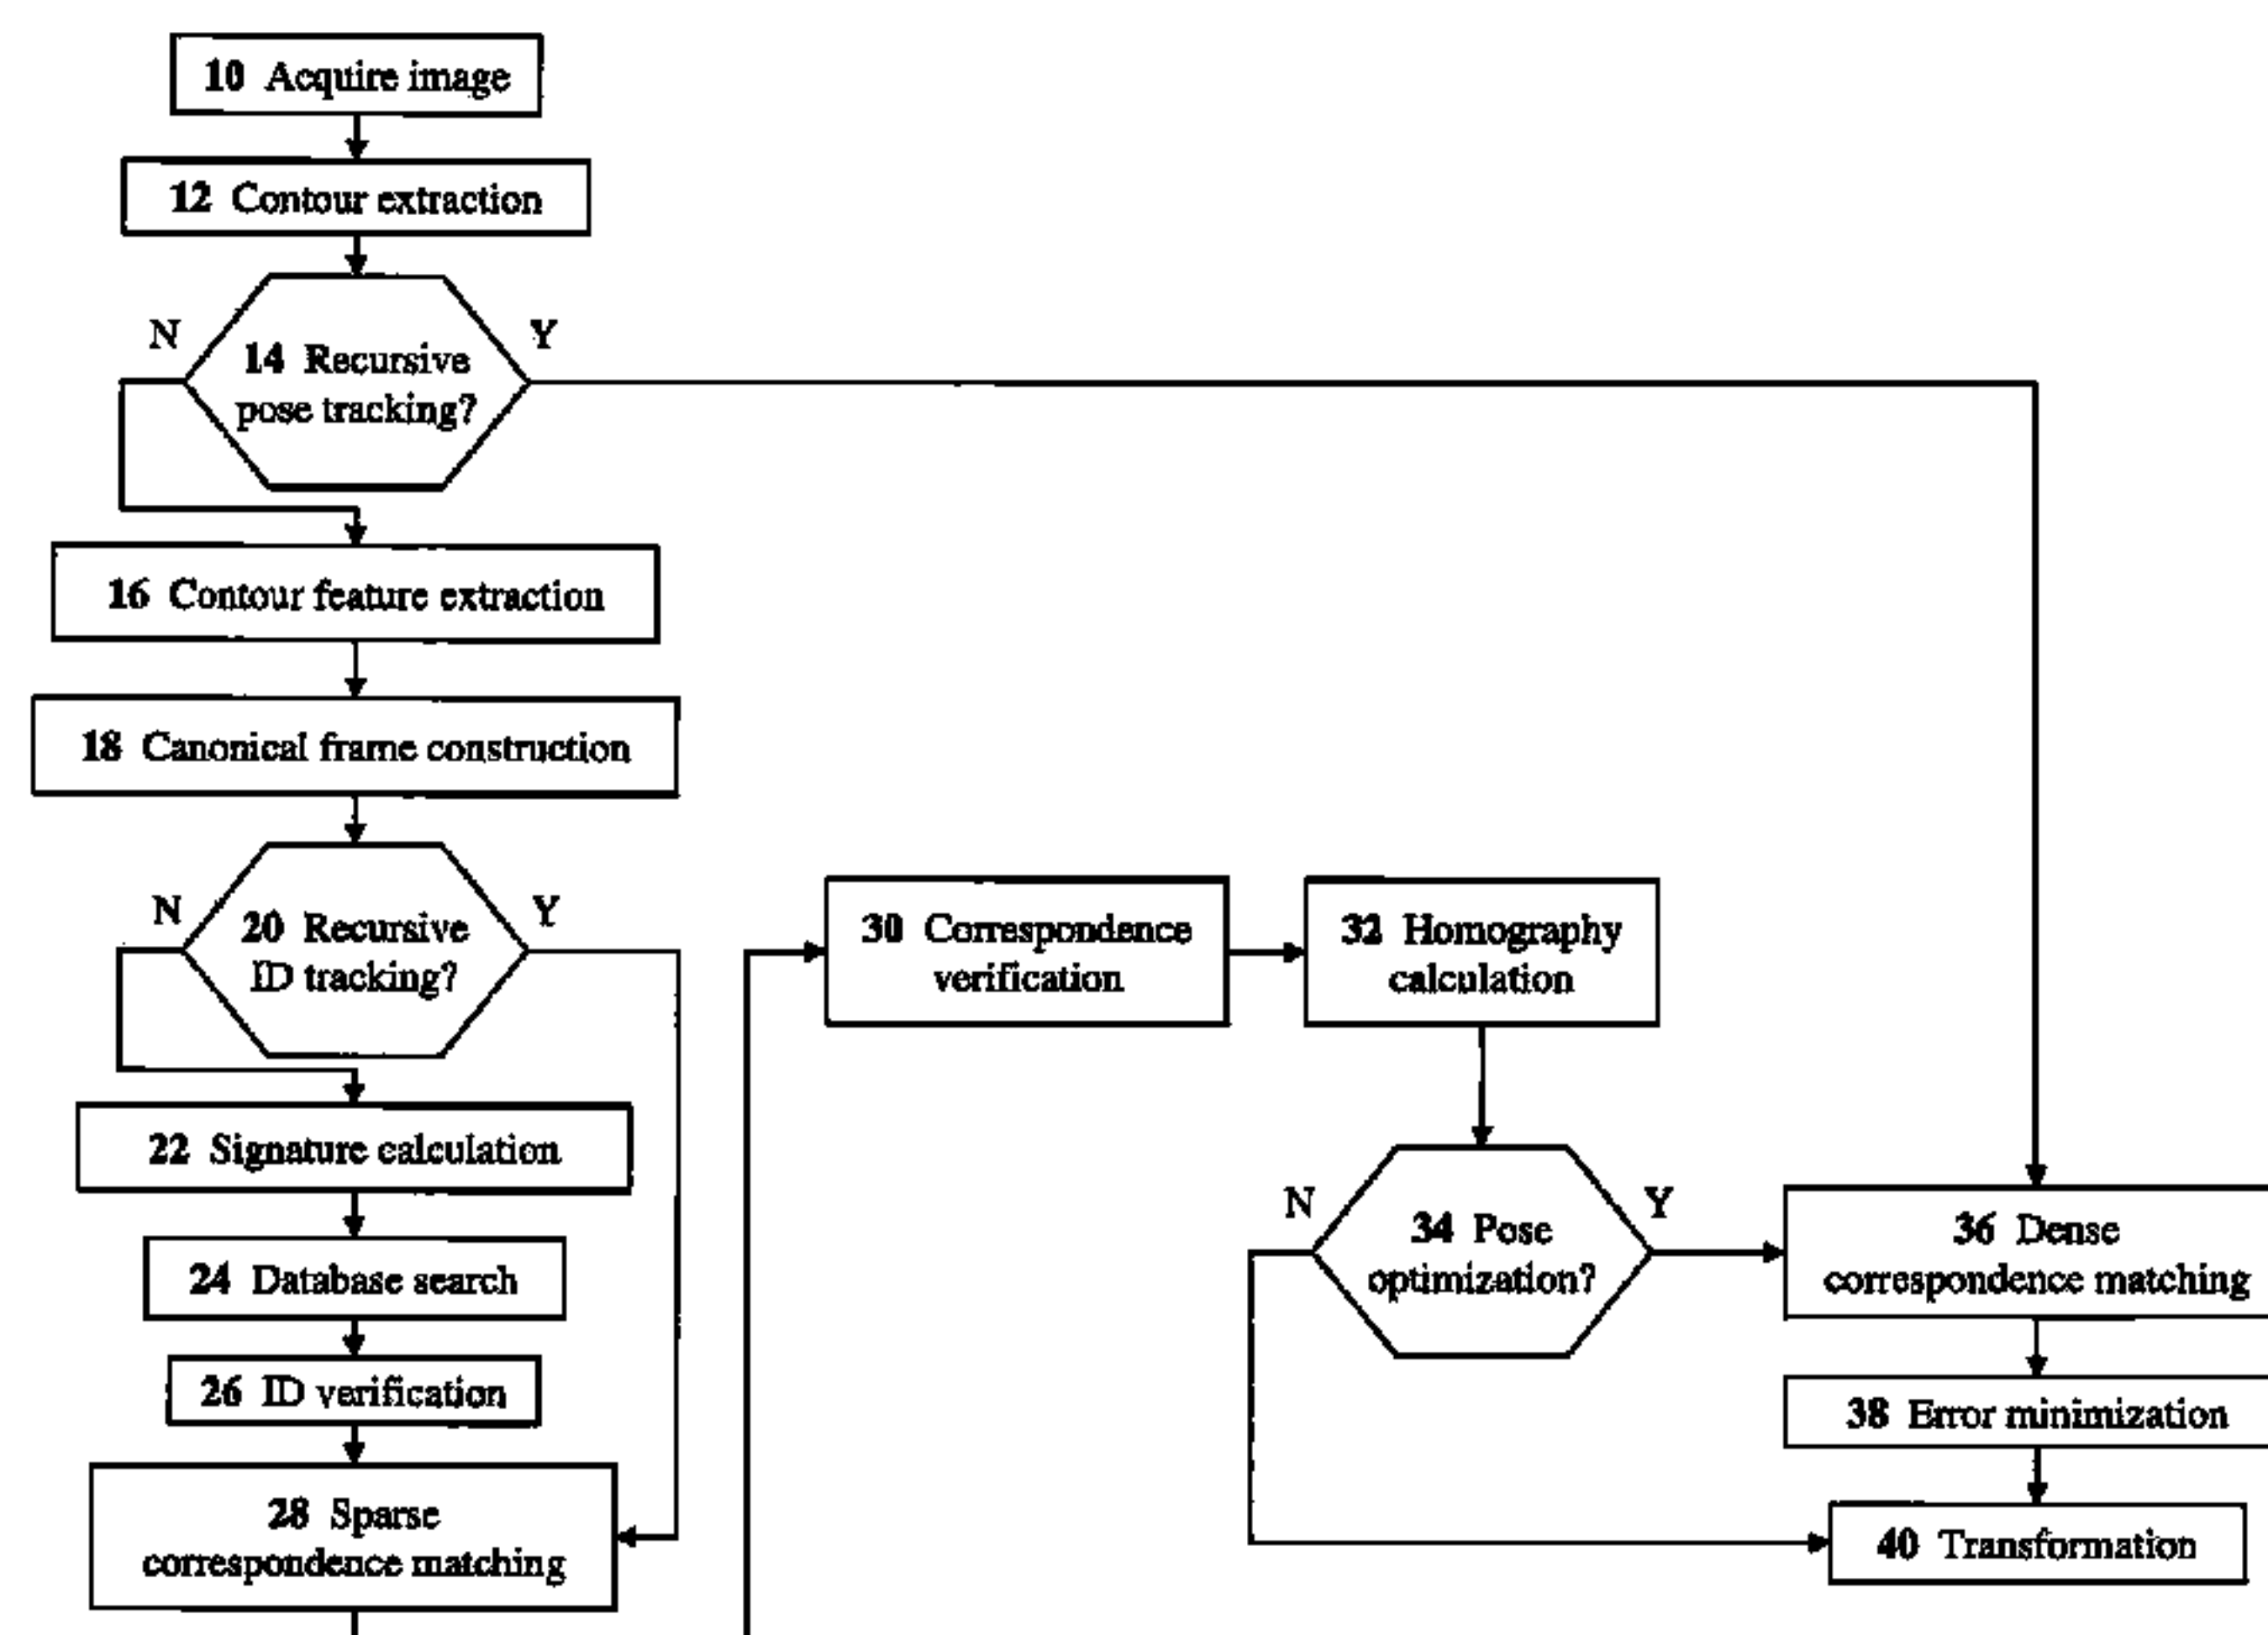 10 Acquire image
12 Contour extraction
N
Y
14 Recursive
pose tracking?
16 Contour feature extraction
18 Canonical frame construction
N
Y
20 Recursive
ID tracking?
22 Signature calculation
24 Database search
26 ID verification
28 Sparse
correspondence matching
30 Correspondence
verification
32 Homography
calculation
N
Y
34 Pose
optimization?
36 Dense
correspondence matching
38 Error minimization
40 Transformation